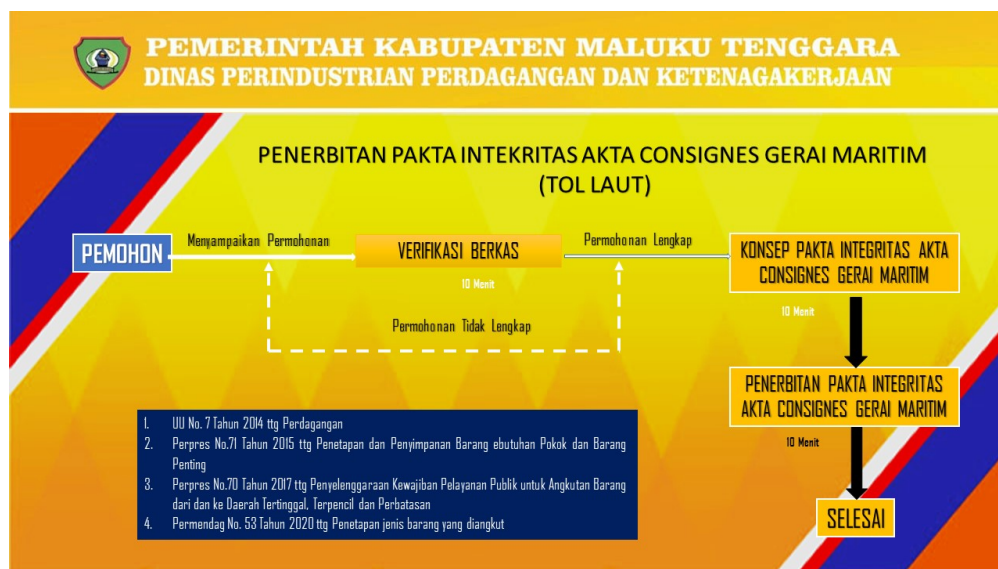 PEMERINTAH KABUPATEN MALUKU TENGGARA
DINAS PERINDUSTRIAN PERDAGANGAN DAN KETENAGAKERJAAN
PENERBITAN PAKTA INTEKRITAS AKTA CONSIGNES GERAI MARITIM
(TOL LAUT)
PEMOHON
Menyampaikan Permohonan
VERIFIKASI BERKAS
10 Menit
Permohonan Lengkap
KONSEP PAKTA INTEGRITAS AKTA
CONSIGNES GERAI MARITIM
10 Menit
Permohonan Tidak Lengkap
PENERBITAN PAKTA INTEGRITAS
AKTA CONSIGNES GERAI MARITIM
10 Menit
SELESAI
1. UU No. 7 Tahun 2014 ttg Perdagangan
2. Perpres No.71 Tahun 2015 ttg Penetapan dan Penyimpanan Barang ebutuhan Pokok dan Barang
Penting
3. Perpres No.70 Tahun 2017 ttg Penyelenggaraan Kewajiban Pelayanan Publik untuk Angkutan Barang
dari dan ke Daerah Tertinggal, Terpencil dan Perbatasan
4. Permendag No. 53 Tahun 2020 ttg Penetapan jenis barang yang diangkut